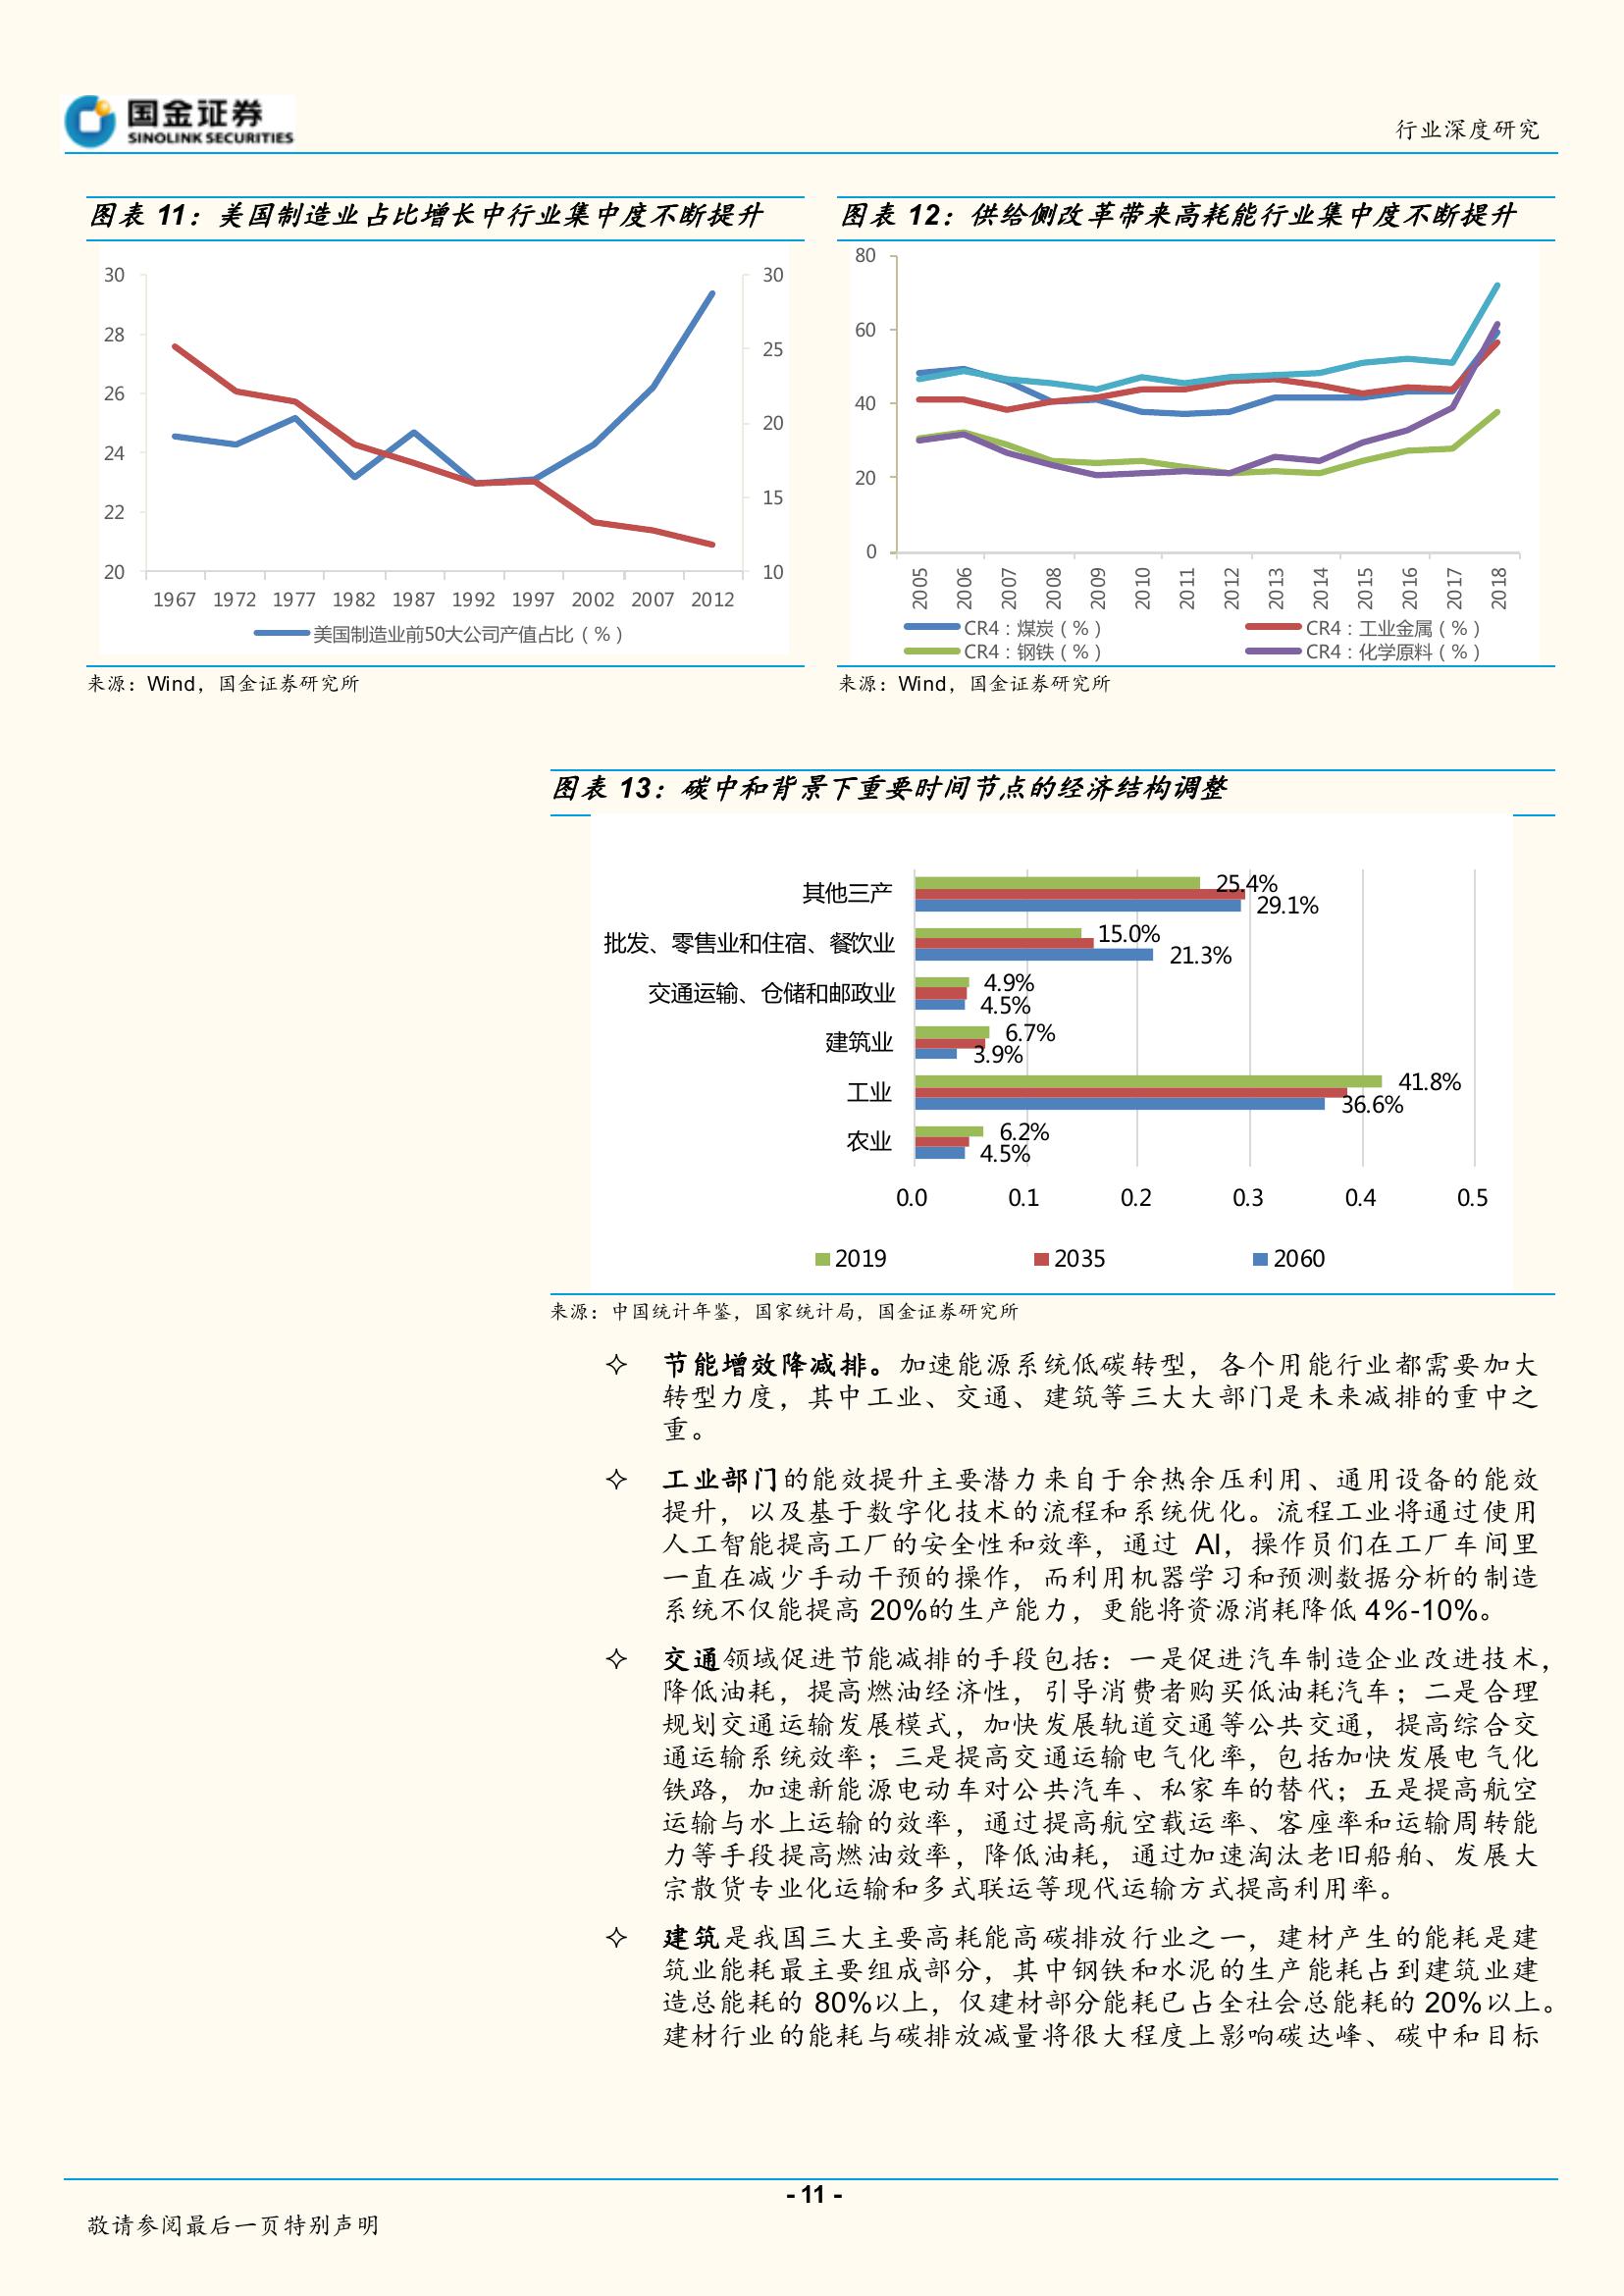 国金证券
SINOLINK SECURITIES
行业深度研究
图表 11：美国制造业占比增长中行业集中度不断提升
30
28
26
24
22
20
30
25
20
15
10
1967 1972 1977 1982 1987 1992 1997 2002 2007 2012
美国制造业前50大公司产值占比（%）
来源：Wind，国金证券研究所
图表 12：供给侧改革带来高耗能行业集中度不断提升
80
60
40
20
0
2005 2006 2007 2008 2009 2010 2011 2012 2013 2014 2015 2016 2017 2018
CR4：煤炭（%） CR4：工业金属（%）
CR4：钢铁（%） CR4：化学原料（%）
来源：Wind，国金证券研究所
图表 13：碳中和背景下重要时间节点的经济结构调整
其他三产 25.4%
29.1%
批发、零售业和住宿、餐饮业 15.0%
21.3%
交通运输、仓储和邮政业 4.9%
4.5%
建筑业 6.7%
3.9%
工业 41.8%
36.6%
农业 6.2%
4.5%
0.0 0.1 0.2 0.3 0.4 0.5
2019 2035 2060
来源：中国统计年鉴，国家统计局，国金证券研究所
节能增效降减排。加速能源系统低碳转型，各个用能行业都需要加大
转型力度，其中工业、交通、建筑等三大大部门是未来减排的重中之
重。
工业部门的能效提升主要潜力来自于余热余压利用、通用设备的能效
提升，以及基于数字化技术的流程和系统优化。流程工业将通过使用
人工智能提高工厂的安全性和效率，通过 AI，操作员们在工厂车间里
一直在减少手动干预的操作，而利用机器学习和预测数据分析的制造
系统不仅能提高 20%的生产能力，更能将资源消耗降低 4%-10%。
交通领域促进节能减排的手段包括：一是促进汽车制造企业改进技术，
降低油耗，提高燃油经济性，引导消费者购买低油耗汽车；二是合理
规划交通运输发展模式，加快发展轨道交通等公共交通，提高综合交
通运输系统效率；三是提高交通运输电气化率，包括加快发展电气化
铁路，加速新能源电动车对公共汽车、私家车的替代；五是提高航空
运输与水上运输的效率，通过提高航空载运率、客座率和运输周转能
力等手段提高燃油效率，降低油耗，通过加速淘汰老旧船舶、发展大
宗散货专业化运输和多式联运等现代运输方式提高利用率。
建筑是我国三大主要高耗能高碳排放行业之一，建材产生的能耗是建
筑业能耗最主要组成部分，其中钢铁和水泥的生产能耗占到建筑业建
造总能耗的 80%以上，仅建材部分能耗已占全社会总能耗的 20%以上。
建材行业的能耗与碳排放减量将很大程度上影响碳达峰、碳中和目标
- 11 -
敬请参阅最后一页特别声明